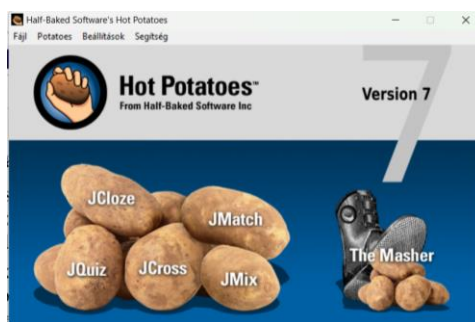 Half-Baked Software's Hot Potatoes
Fájl Potatoes Beállítások Segítség
Hot Potatoes™
From Half-Baked Software Inc
Version 7
7
JCloze
JMatch
JQuiz
JCross
JMix
The Masher